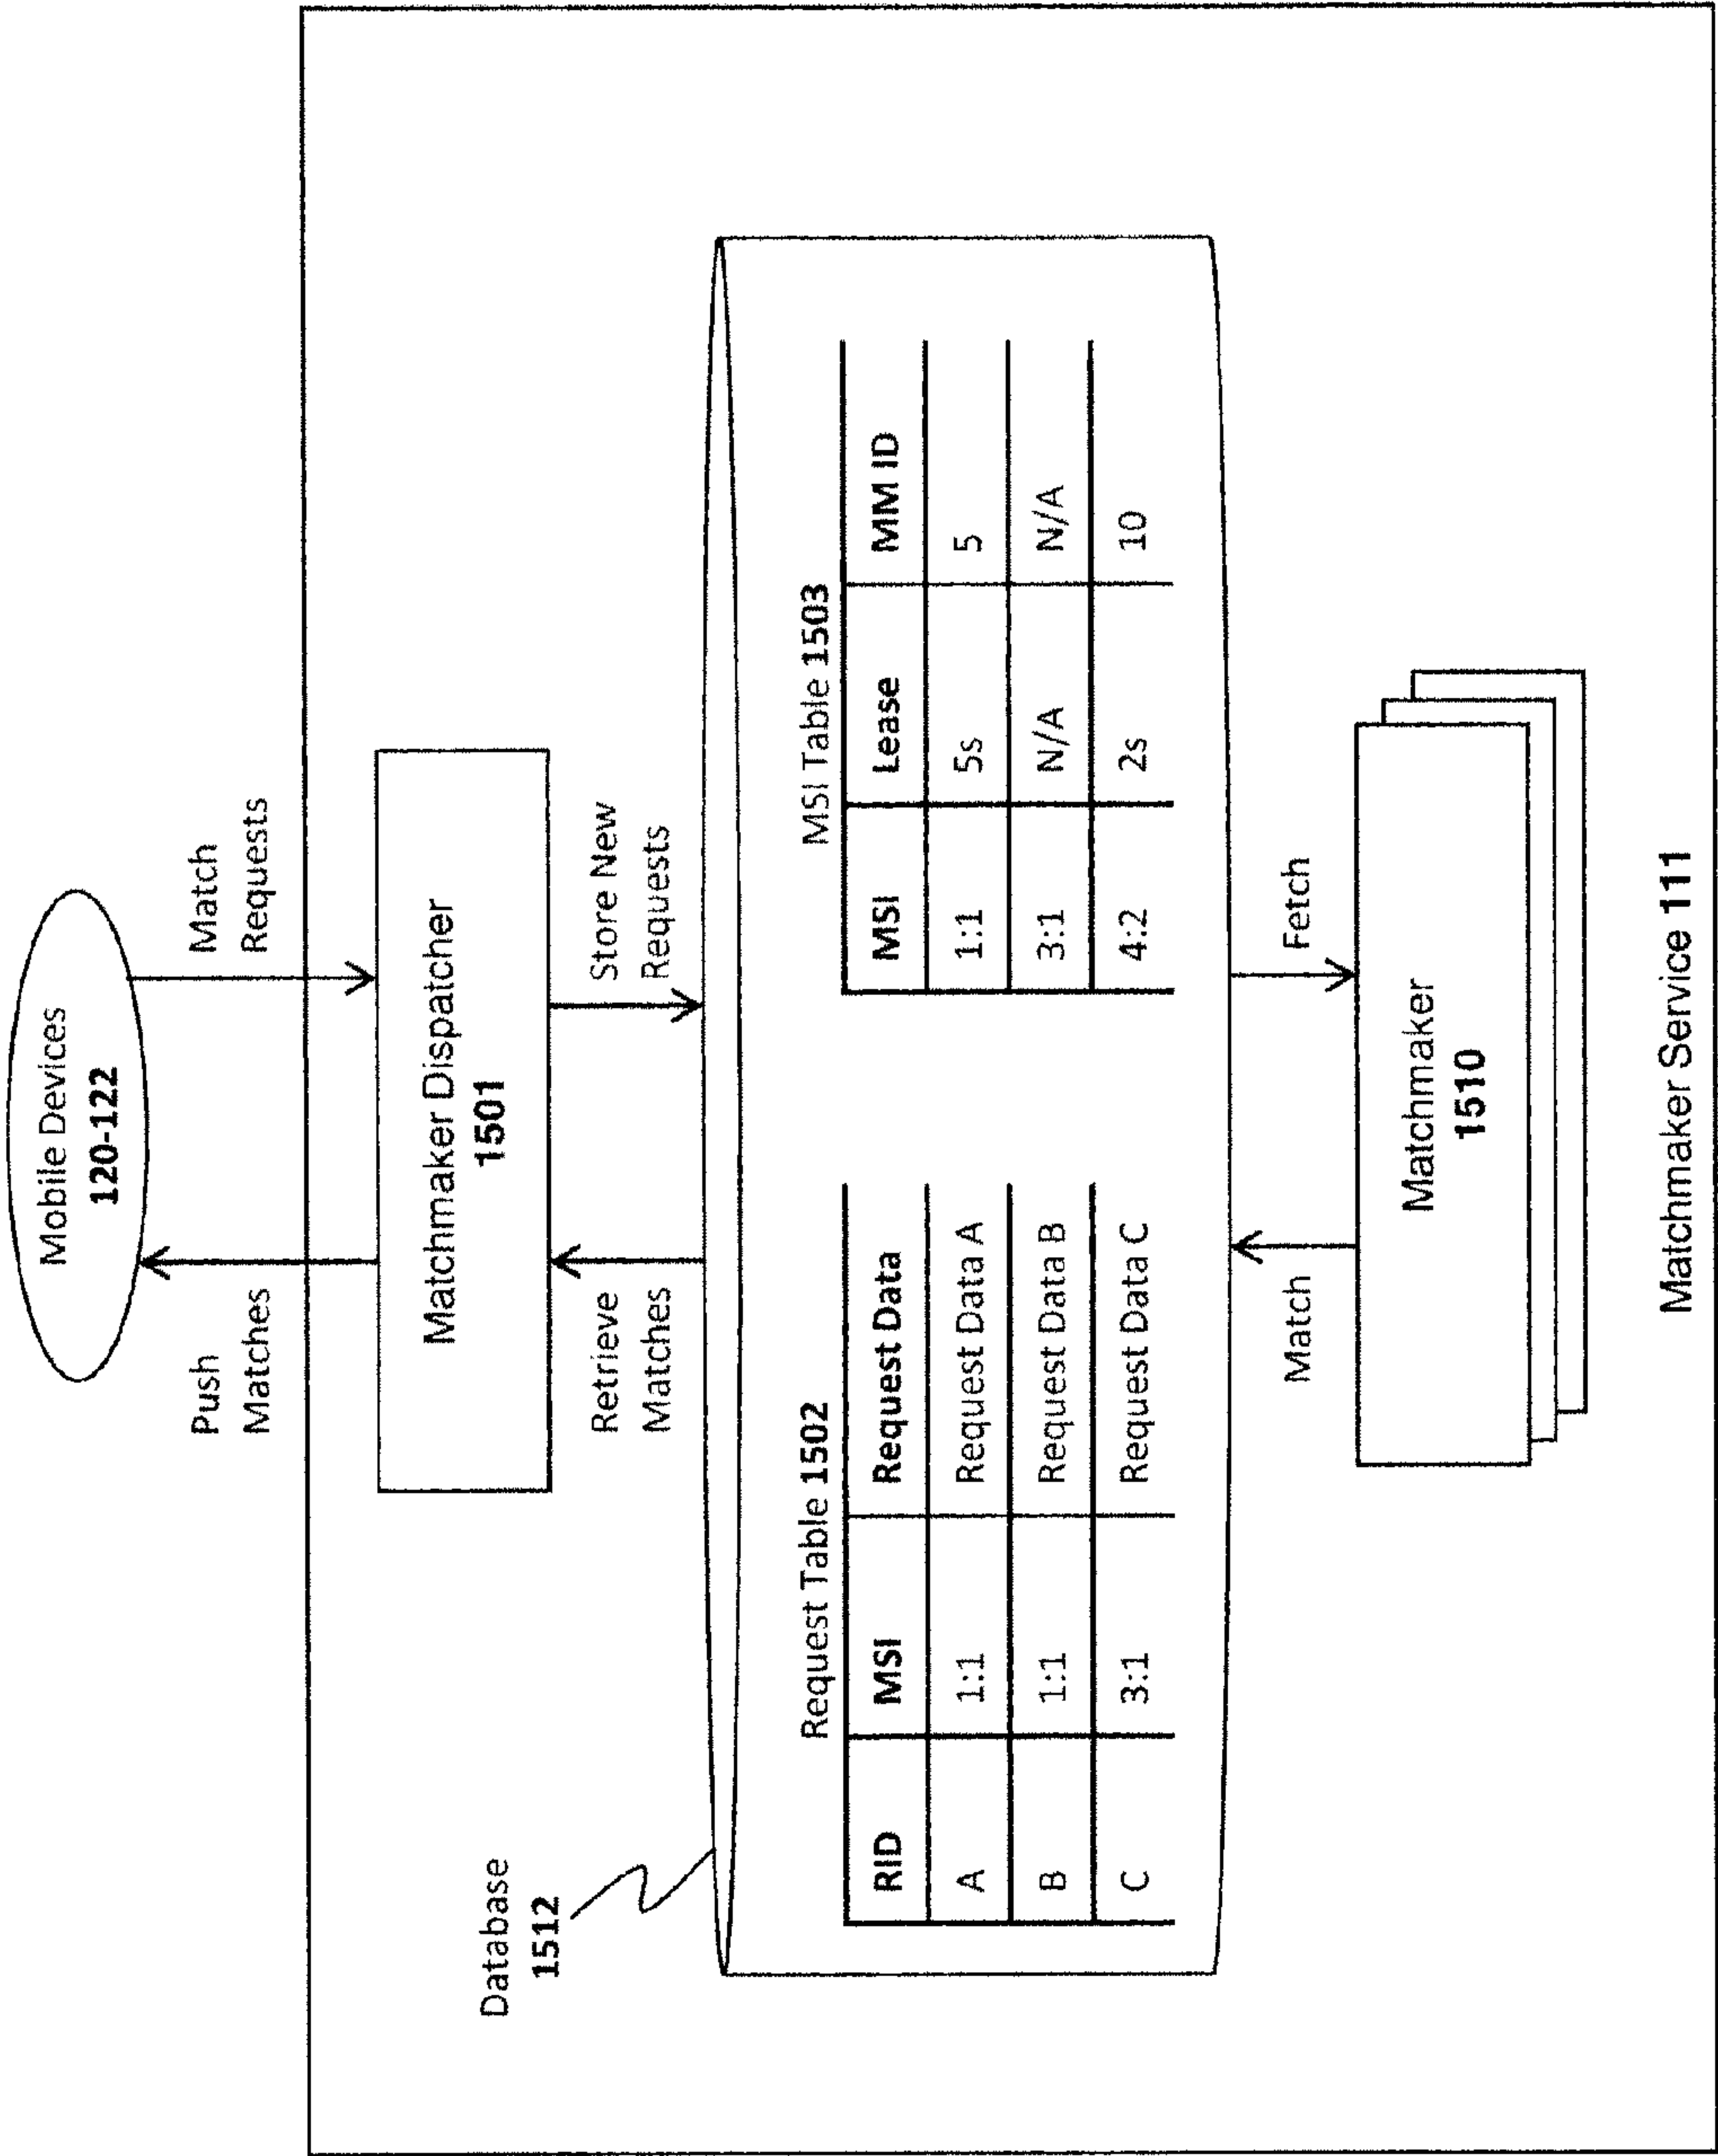 Mobile Devices
120-122
Push
Matches
Match
Requests
Matchmaker Dispatcher
1501
Retrieve
Matches
Store New
Requests
Database
1512
Request Table 1502
RID MSI Request Data
A 1:1 Request Data A
B 1:1 Request Data B
C 3:1 Request Data C
MSI Table 1503
MSI Lease MM ID
1:1 5s 5
3:1 N/A N/A
4:2 2s 10
Match
Fetch
Matchmaker
1510
Matchmaker Service 111